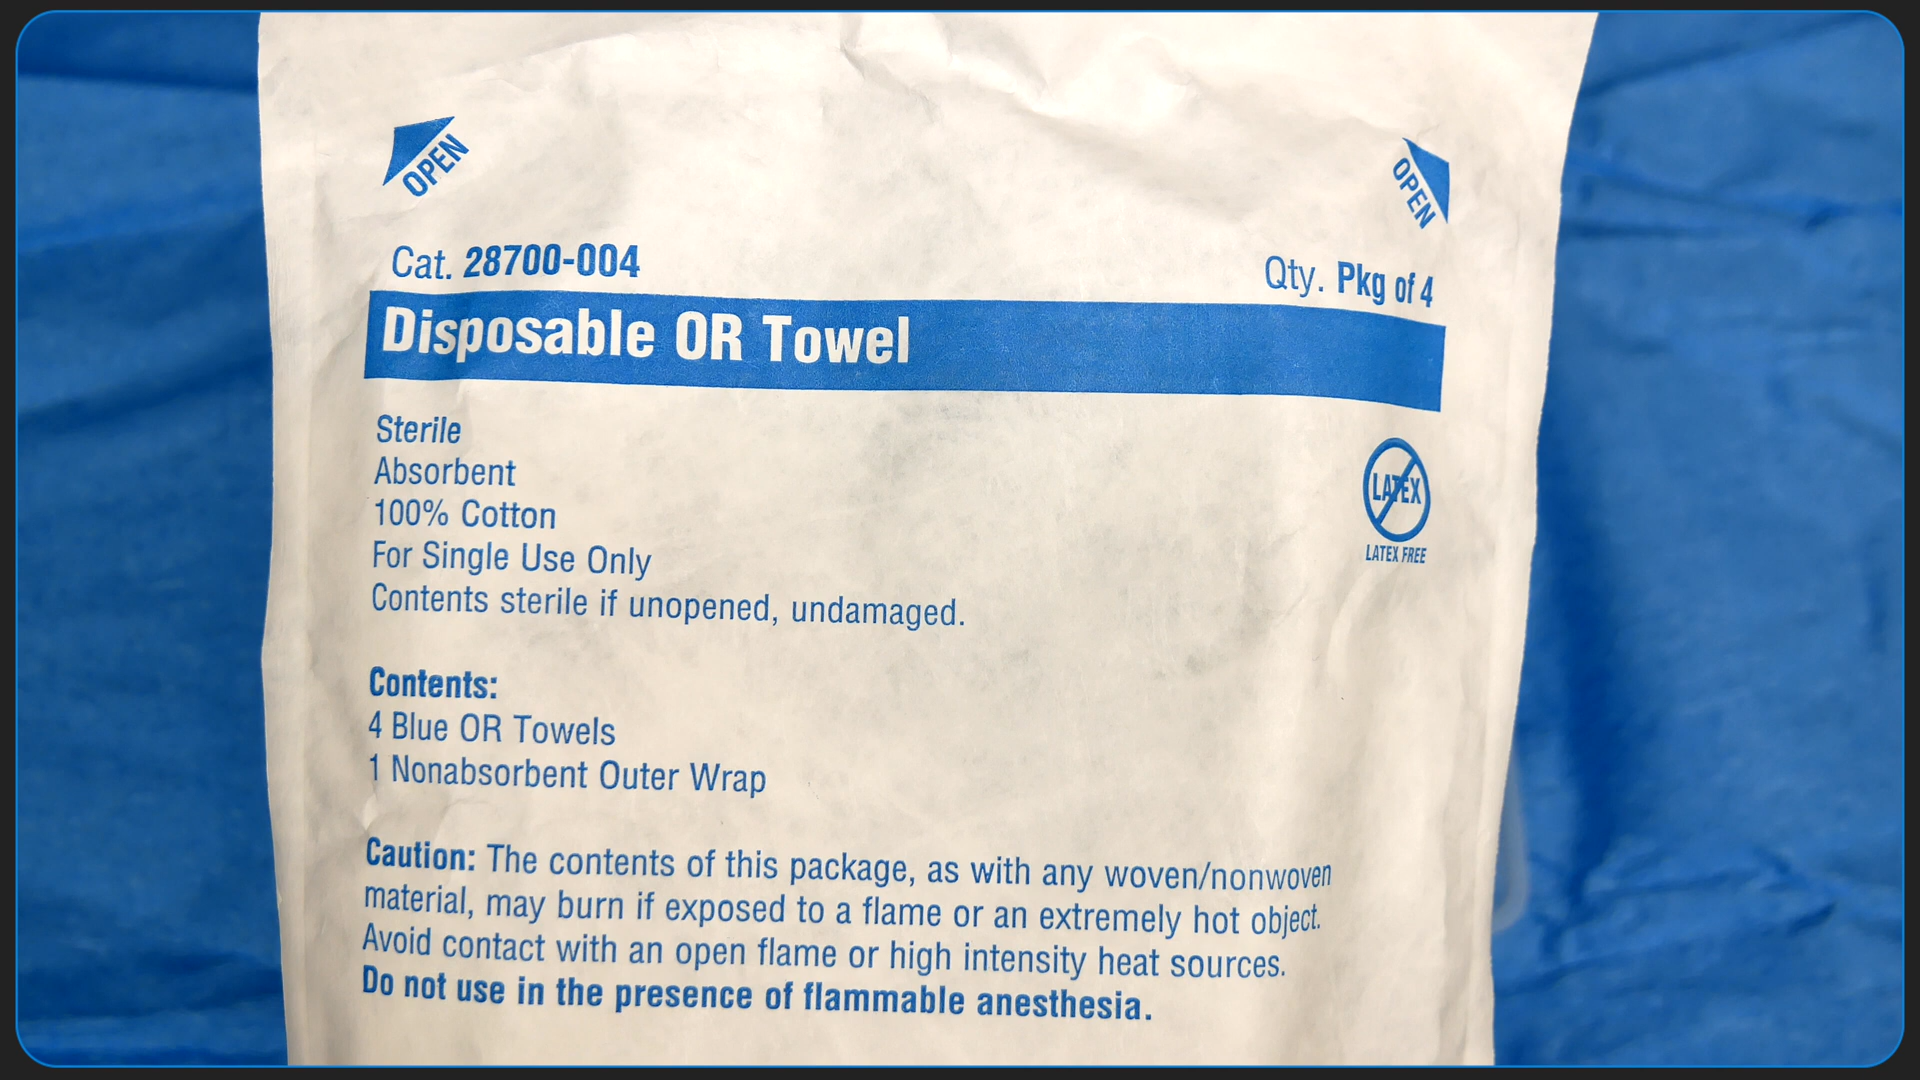 OPEN
OPEN
Cat. 28700-004
Qty. Pkg of 4
Disposable OR Towel
Sterile
Absorbent
100% Cotton
For Single Use Only
Contents sterile if unopened, undamaged.
LATEX
LATEX FREE
Contents:
4 Blue OR Towels
1 Nonabsorbent Outer Wrap
Caution: The contents of this package, as with any woven/nonwoven
material, may burn if exposed to a flame or an extremely hot object.
Avoid contact with an open flame or high intensity heat sources.
Do not use in the presence of flammable anesthesia.